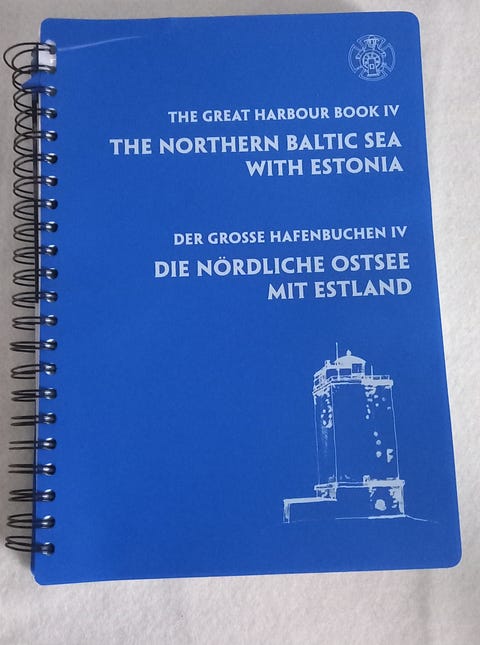 THE GREAT HARBOUR BOOK IV
THE NORTHERN BALTIC SEA
WITH ESTONIA
DER GROSSE HAFENBUCHEN IV
DIE NÖRDLICHE OSTSEE
MIT ESTLAND